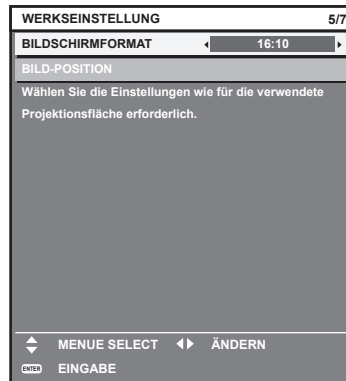 WERKSEINSTELLUNG 5/7
BILDSCHIRMFORMAT 16:10
BILD-POSITION
Wählen Sie die Einstellungen wie für die verwendete
Projektionsfläche erforderlich.
MENUE SELECT ÄNDERN
ENTER EINGABE